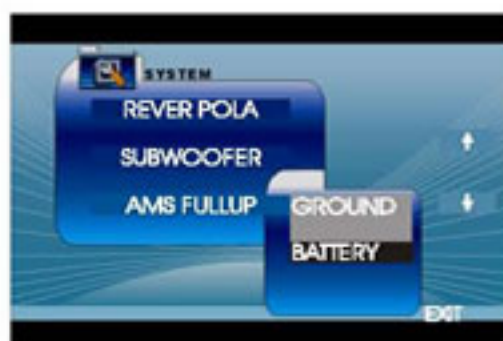 SYSTEM
REVER POLA
SUBWOOFER
AMS FULLUP
GROUND
BATTERY
EXIT